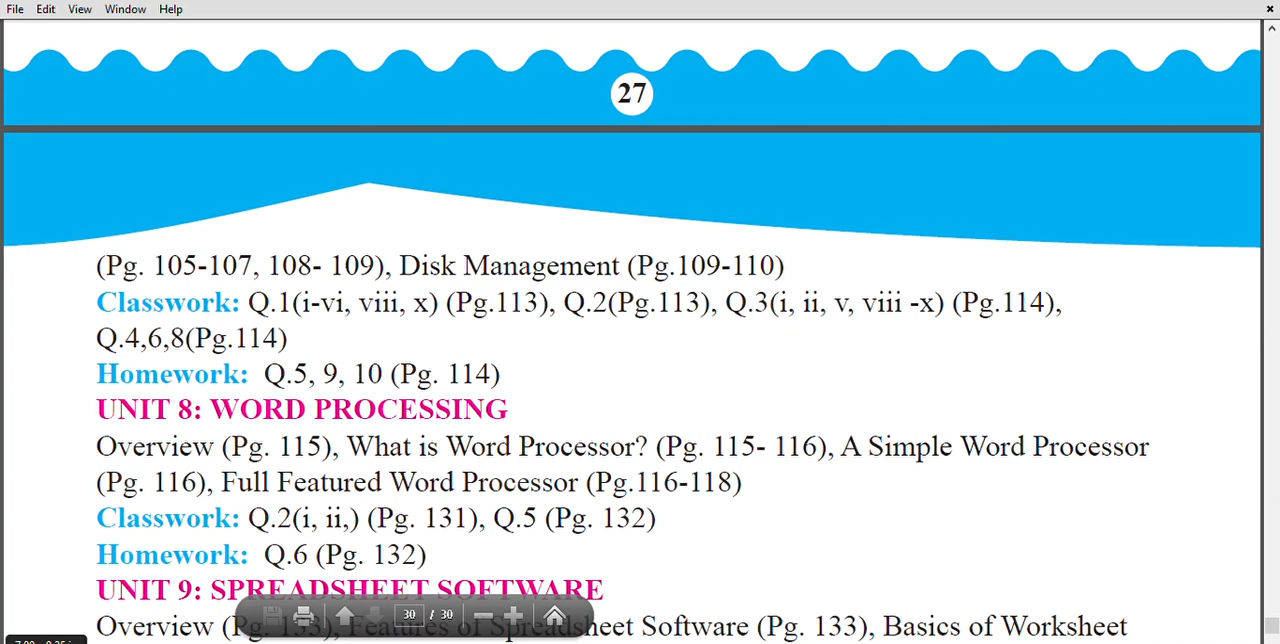 File Edit View Window Help
27
(Pg. 105-107, 108- 109), Disk Management (Pg.109-110)
Classwork: Q.1(i-vi, viii, x) (Pg.113), Q.2(Pg.113), Q.3(i, ii, v, viii -x) (Pg.114),
Q.4,6,8(Pg.114)
Homework: Q.5, 9, 10 (Pg. 114)
UNIT 8: WORD PROCESSING
Overview (Pg. 115), What is Word Processor? (Pg. 115- 116), A Simple Word Processor
(Pg. 116), Full Featured Word Processor (Pg.116-118)
Classwork: Q.2(i, ii,) (Pg. 131), Q.5 (Pg. 132)
Homework: Q.6 (Pg. 132)
UNIT 9: SPREADSHEET SOFTWARE
30 / 30
Overview (Pg. 133), Features of Spreadsheet Software (Pg. 133), Basics of Worksheet